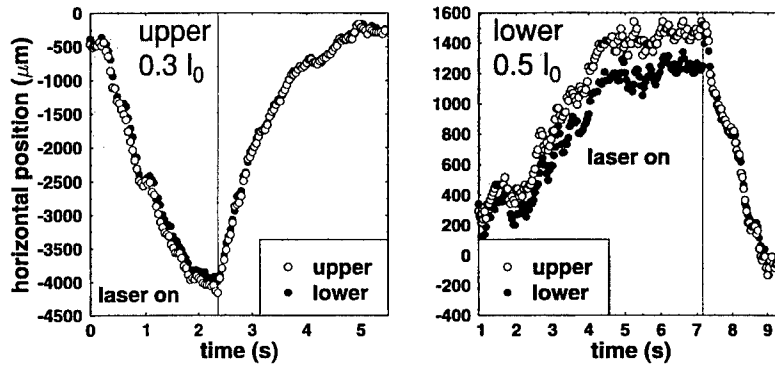 horizontal position (μm)
0
-500
-1000
-1500
-2000
-2500
-3000
-3500
-4000
-4500
upper
0.3 I₀
laser on
upper
lower
0 1 2 3 4 5
time (s)
1600
1400
1200
1000
800
600
400
200
0
-200
-400
lower
0.5 I₀
laser on
upper
lower
1 2 3 4 5 6 7 8 9
time (s)